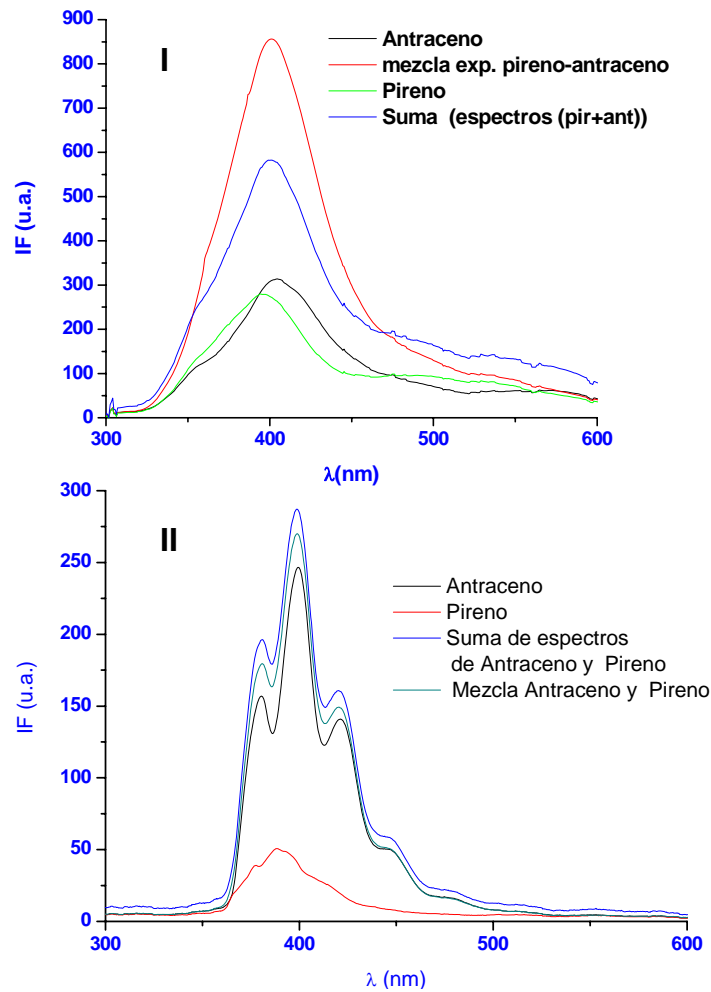 I
Antraceno
mezcla exp. pireno-antraceno
Pireno
Suma (espectros (pir+ant))
IF (u.a.)
900
800
700
600
500
400
300
200
100
0
300 400 500 600
λ(nm)
II
Antraceno
Pireno
Suma de espectros
de Antraceno y Pireno
Mezcla Antraceno y Pireno
IF (u.a.)
300
250
200
150
100
50
0
300 400 500 600
λ (nm)